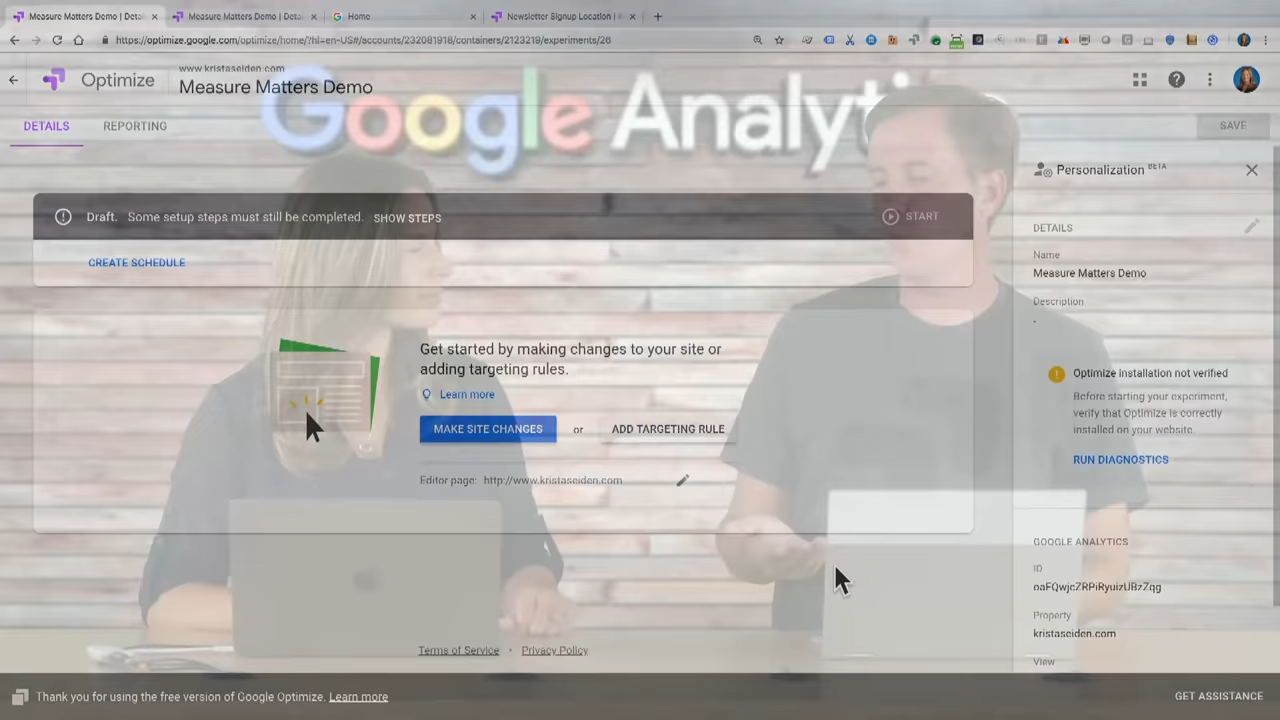 Measure Matters Demo | Detai
Measure Matters Demo | Detai
Home
Newsletter Signup Location |
https://optimize.google.com/optimize/home/?hl=en-US#/accounts/232081918/containers/2123219/experiments/26
Optimize
www.kristaseiden.com
Measure Matters Demo
Google Analyti
DETAILS
REPORTING
SAVE
Personalization BETA
Draft. Some setup steps must still be completed. SHOW STEPS
START
CREATE SCHEDULE
DETAILS
Name
Measure Matters Demo
Description
-
Get started by making changes to your site or
adding targeting rules.
Learn more
MAKE SITE CHANGES or ADD TARGETING RULE
Editor page: http://www.kristaseiden.com
Optimize installation not verified
Before starting your experiment,
verify that Optimize is correctly
installed on your website.
RUN DIAGNOSTICS
GOOGLE ANALYTICS
ID
oaFQwjcZRPiRyuizUBzZqg
Property
kristaseiden.com
View
Terms of Service • Privacy Policy
Thank you for using the free version of Google Optimize. Learn more
GET ASSISTANCE